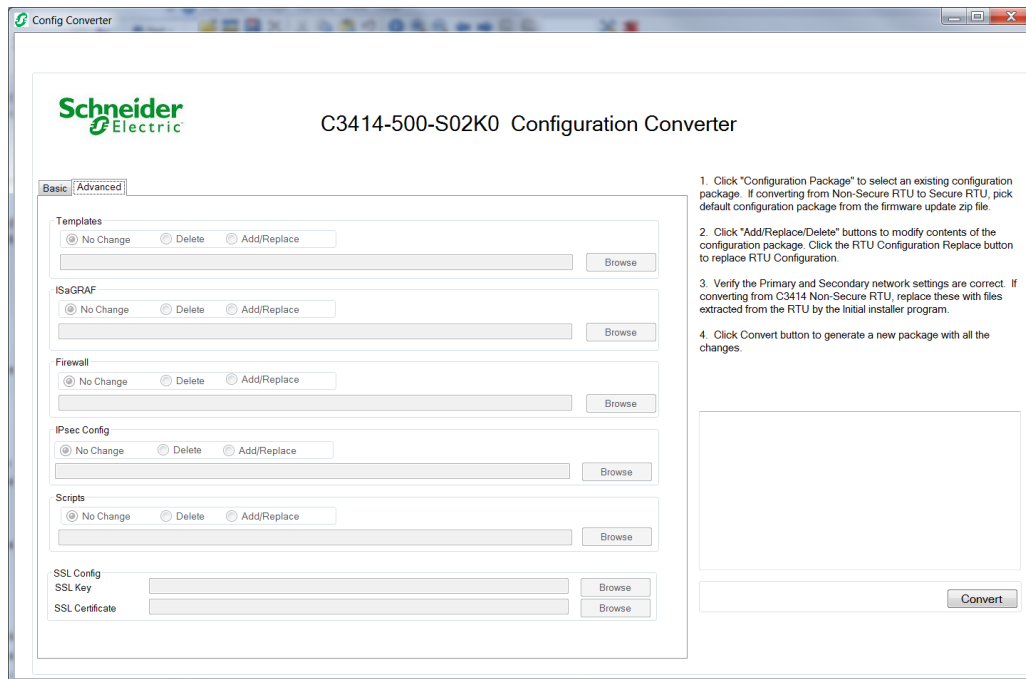 Config Converter
Schneider
Electric
C3414-500-S02K0 Configuration Converter
Basic
Advanced
Templates
No Change
Delete
Add/Replace
Browse
ISaGRAF
No Change
Delete
Add/Replace
Browse
Firewall
No Change
Delete
Add/Replace
Browse
IPsec Config
No Change
Delete
Add/Replace
Browse
Scripts
No Change
Delete
Add/Replace
Browse
SSL Config
SSL Key
Browse
SSL Certificate
Browse
1. Click "Configuration Package" to select an existing configuration
package. If converting from Non-Secure RTU to Secure RTU, pick
default configuration package from the firmware update zip file.
2. Click "Add/Replace/Delete" buttons to modify contents of the
configuration package. Click the RTU Configuration Replace button
to replace RTU Configuration.
3. Verify the Primary and Secondary network settings are correct. If
converting from C3414 Non-Secure RTU, replace these with files
extracted from the RTU by the Initial installer program.
4. Click Convert button to generate a new package with all the
changes.
Convert